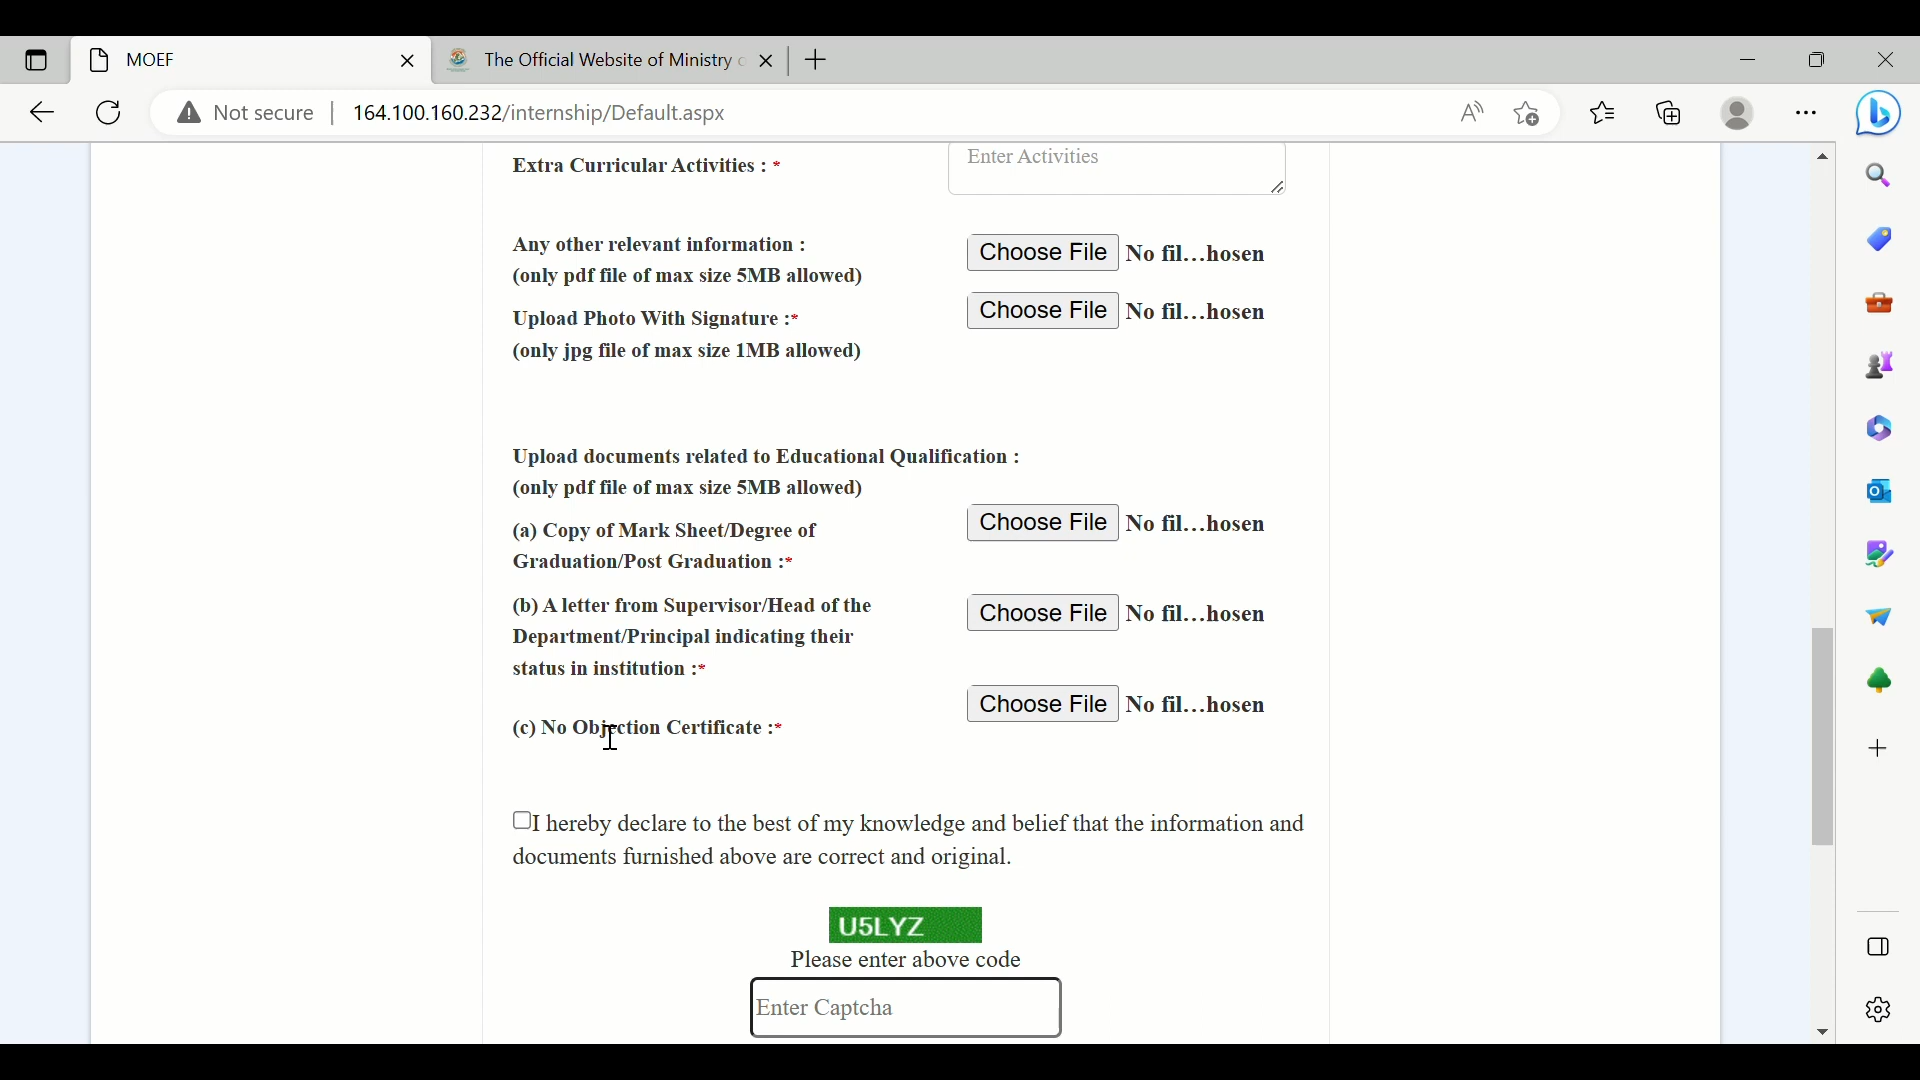 MOEF
The Official Website of Ministry
Not secure
164.100.160.232/internship/Default.aspx
Extra Curricular Activities : *
Enter Activities
Any other relevant information :
(only pdf file of max size 5MB allowed)
Choose File No fil...hosen
Upload Photo With Signature :*
(only jpg file of max size 1MB allowed)
Choose File No fil...hosen
Upload documents related to Educational Qualification :
(only pdf file of max size 5MB allowed)
(a) Copy of Mark Sheet/Degree of
Graduation/Post Graduation :*
Choose File No fil...hosen
(b) A letter from Supervisor/Head of the
Department/Principal indicating their
status in institution :*
Choose File No fil...hosen
(c) No Objection Certificate :*
Choose File No fil...hosen
I hereby declare to the best of my knowledge and belief that the information and
documents furnished above are correct and original.
U5LYZ
Please enter above code
Enter Captcha